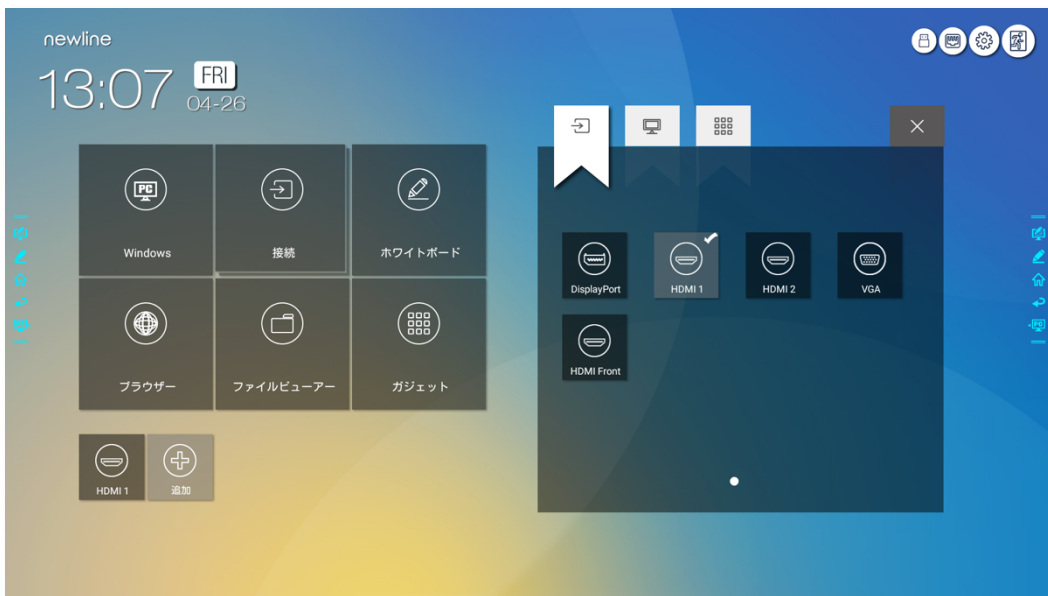 newline
13:07
FRI
04-26
PC
Windows
接続
ホワイトボード
ブラウザー
ファイルビューアー
ガジェット
HDMI 1
追加
DisplayPort
HDMI 1
HDMI 2
VGA
HDMI Front
PC